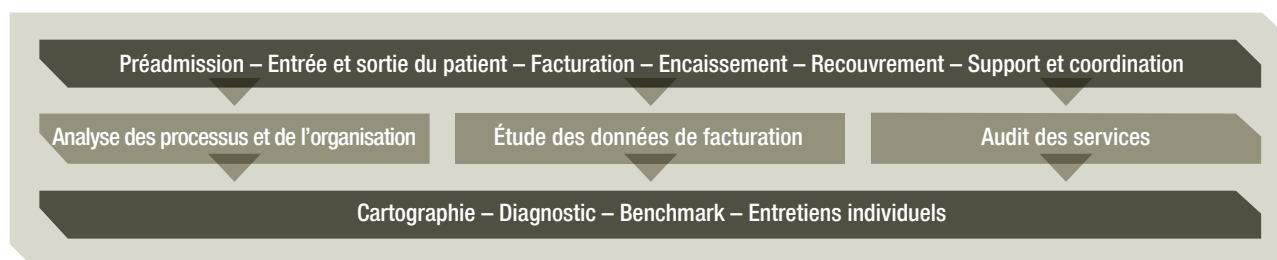 Préadmission – Entrée et sortie du patient – Facturation – Encaissement – Recouvrement – Support et coordination
Analyse des processus et de l'organisation
Étude des données de facturation
Audit des services
Cartographie – Diagnostic – Benchmark – Entretiens individuels